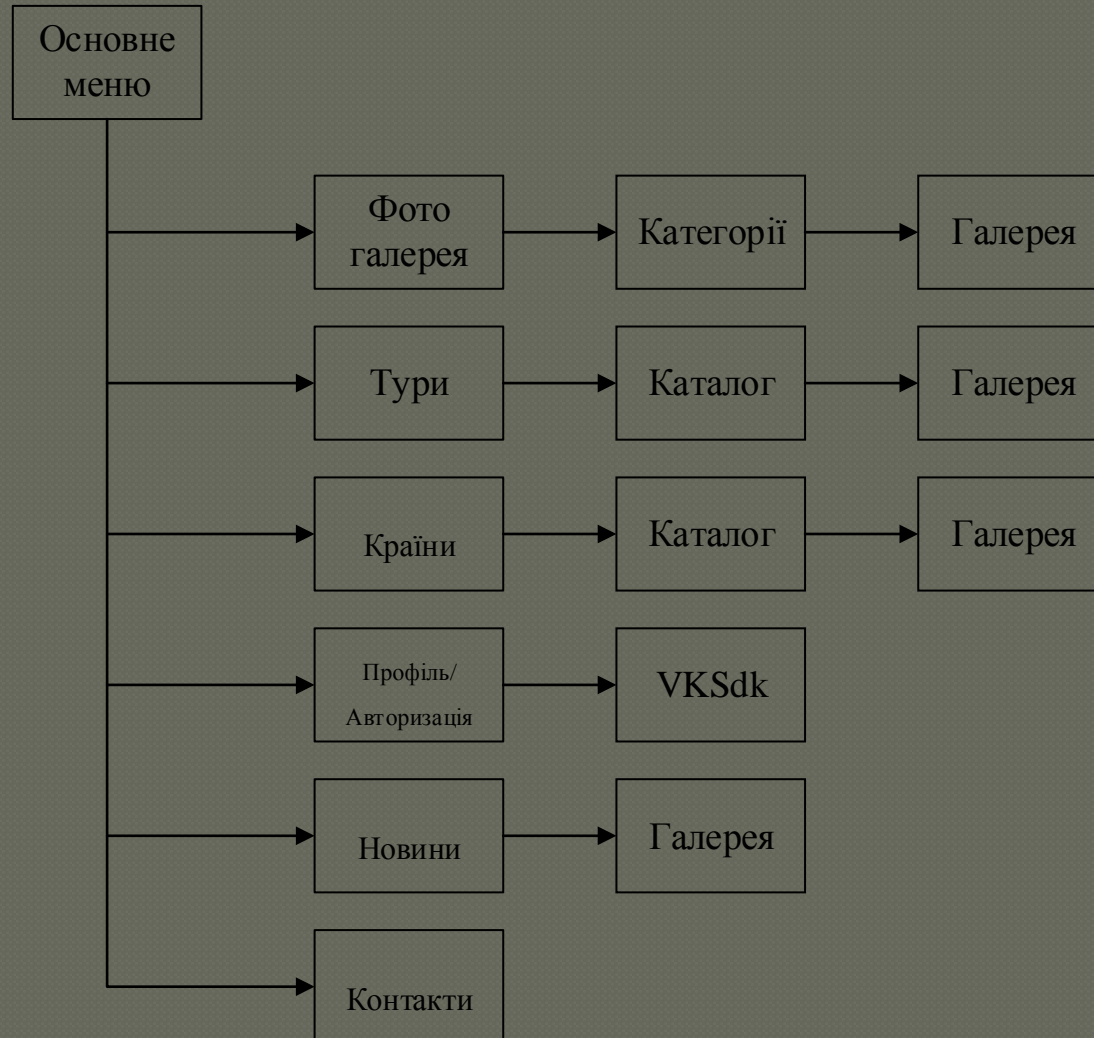 Основне
меню
Фото
галерея
Категорії
Галерея
Тури
Каталог
Галерея
Країни
Каталог
Галерея
Профіль/
Авторизація
VKSdk
Новини
Галерея
Контакти